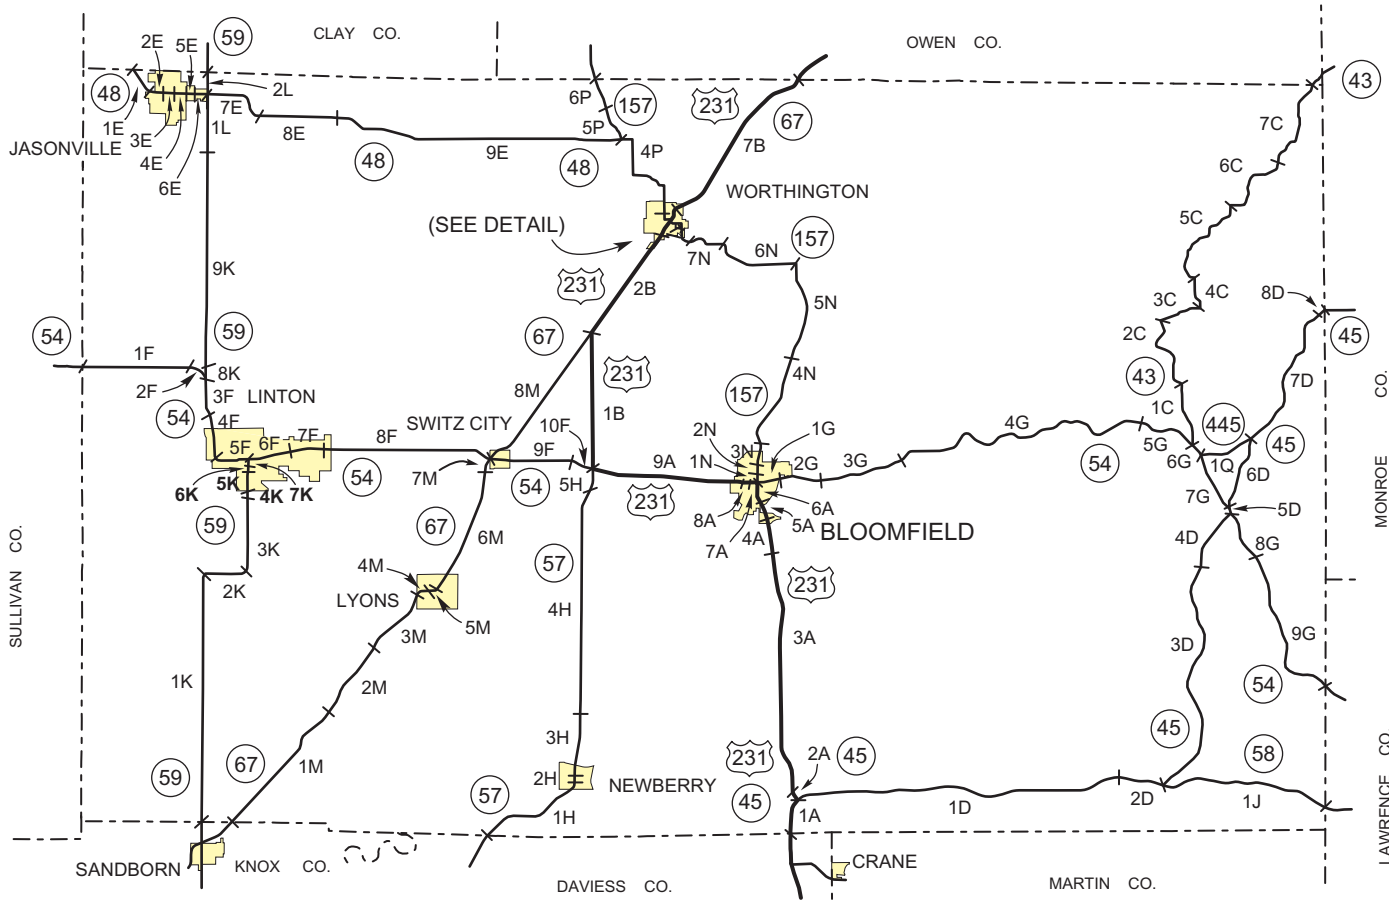 CLAY CO.
OWEN CO.
59
2E
5E
48
2L
7E
1E
3E
4E
6E
1L
8E
JASONVILLE
48
9E
48
6P
157
5P
4P
231
67
7B
43
7C
6C
5C
4C
3C
2C
WORTHINGTON
(SEE DETAIL)
157
6N
7N
5N
4N
231
2B
67
9K
59
54
1F
8K
2F
3F
LINTON
54
4F
5F
6F
7F
8F
54
6K
5K
4K
7K
59
3K
2K
1K
59
SWITZ CITY
8M
10F
9F
7M
54
5H
231
1B
9A
231
157
2N
3N
1N
1G
2G
3G
8A
7A
4A
5A
6A
BLOOMFIELD
4G
54
43
1C
5G
6G
445
1Q
45
6D
7D
8D
45
7G
5D
4D
8G
3D
9G
54
MONROE CO.
SULLIVAN CO.
67
6M
4M
LYONS
5M
3M
2M
1M
67
57
4H
3H
2H
NEWBERRY
1H
57
231
3A
231
2A
45
45
1A
1D
2D
45
58
1J
LAWRENCE CO.
SANDBORN
KNOX CO.
DAVIESS CO.
CRANE
MARTIN CO.